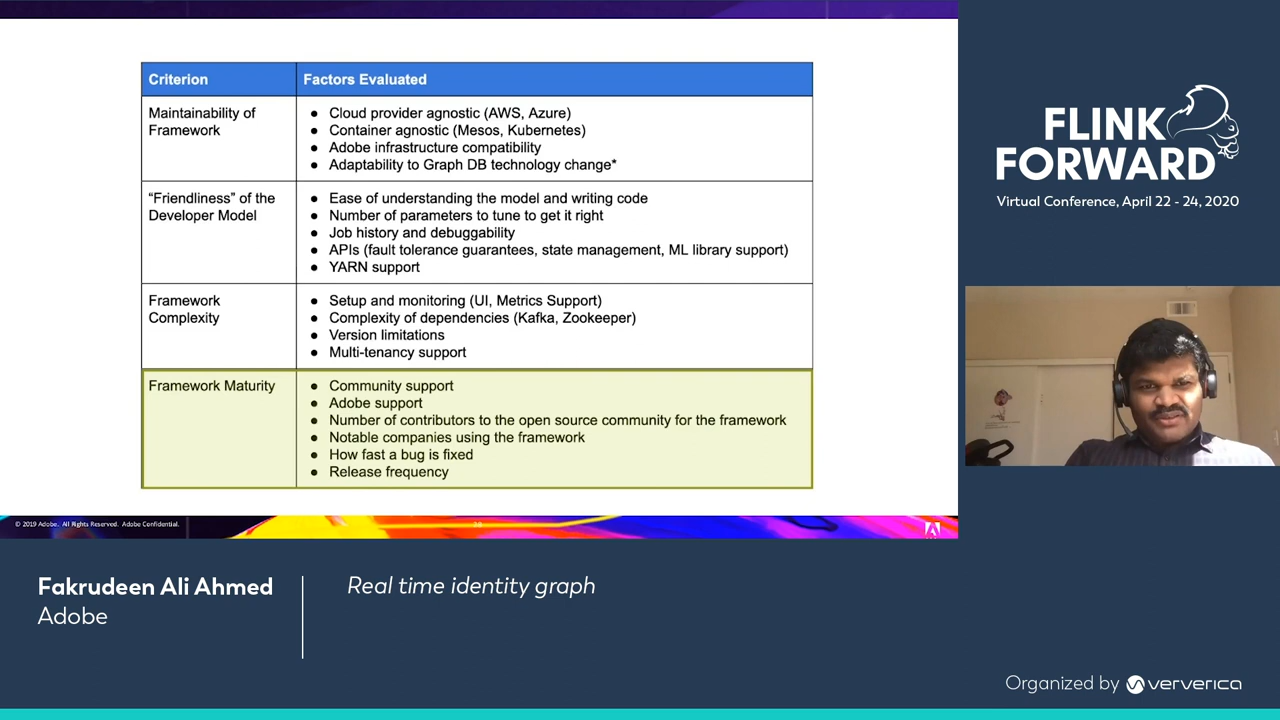 Criterion
Factors Evaluated
Maintainability of
Framework
● Cloud provider agnostic (AWS, Azure)
● Container agnostic (Mesos, Kubernetes)
● Adobe infrastructure compatibility
● Adaptability to Graph DB technology change*
“Friendliness” of the
Developer Model
● Ease of understanding the model and writing code
● Number of parameters to tune to get it right
● Job history and debuggability
● APIs (fault tolerance guarantees, state management, ML library support)
● YARN support
Framework
Complexity
● Setup and monitoring (UI, Metrics Support)
● Complexity of dependencies (Kafka, Zookeeper)
● Version limitations
● Multi-tenancy support
Framework Maturity
● Community support
● Adobe support
● Number of contributors to the open source community for the framework
● Notable companies using the framework
● How fast a bug is fixed
● Release frequency
© 2019 Adobe. All Rights Reserved. Adobe Confidential.
FLINK
FORWARD
Virtual Conference, April 22 - 24, 2020
Fakrudeen Ali Ahmed
Adobe
Real time identity graph
Organized by ververica